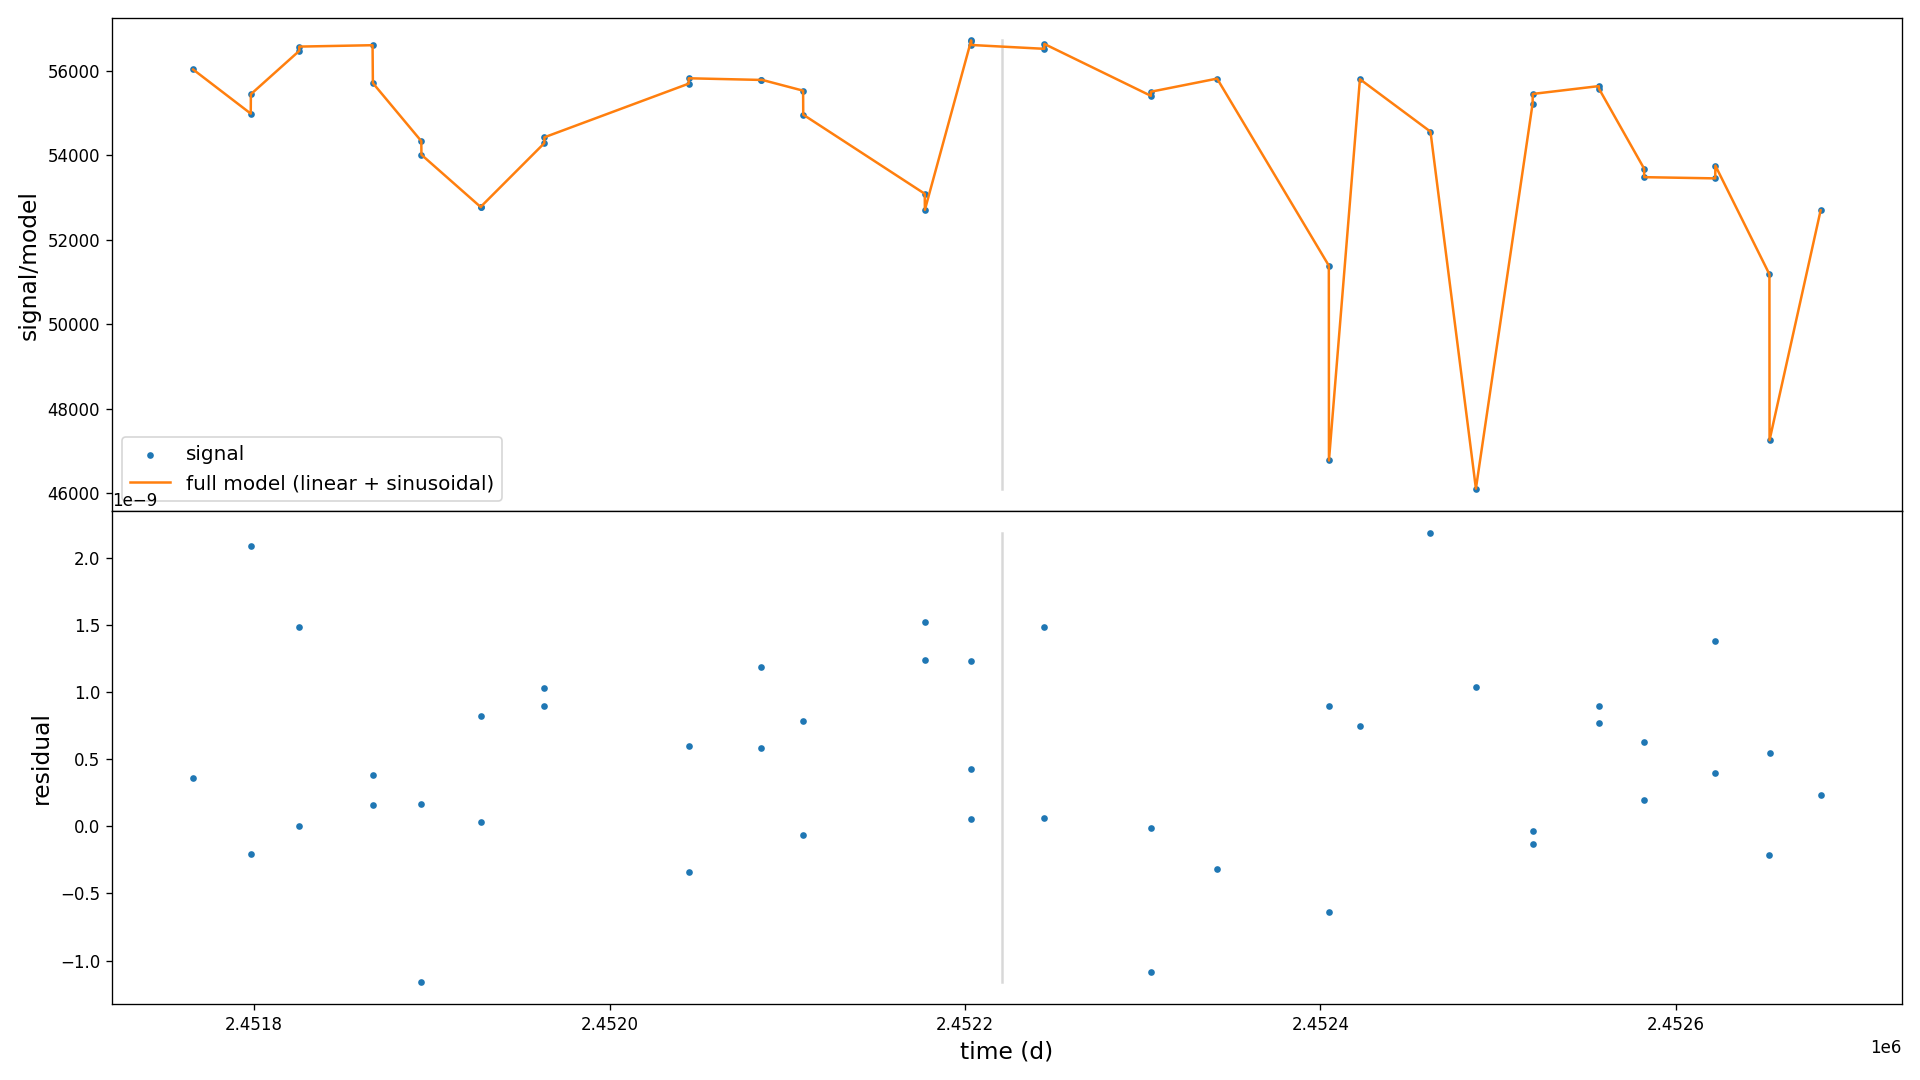 56000
54000
52000
50000
48000
46000
signal/model
signal
full model (linear + sinusoidal)
1e−9
2.0
1.5
1.0
0.5
0.0
−0.5
−1.0
residual
2.4518
2.4520
2.4522
2.4524
2.4526
time (d)
1e6